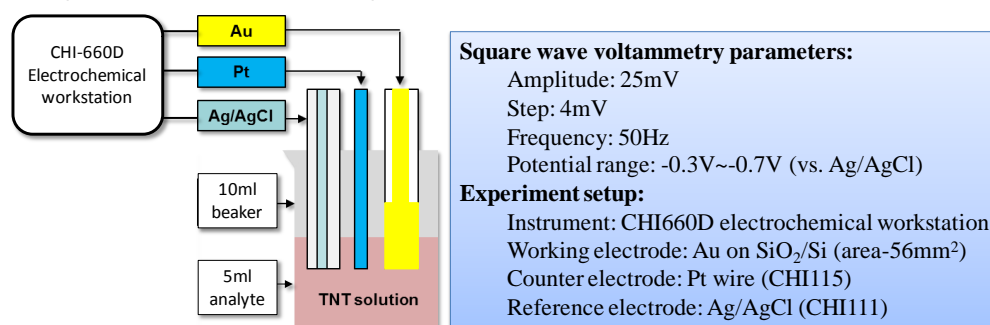 CHI-660D
Electrochemical
workstation
Au
Pt
Ag/AgCl
10ml
beaker
5ml
analyte
TNT solution
Square wave voltammetry parameters:
Amplitude: 25mV
Step: 4mV
Frequency: 50Hz
Potential range: -0.3V~-0.7V (vs. Ag/AgCl)
Experiment setup:
Instrument: CHI660D electrochemical workstation
Working electrode: Au on SiO₂/Si (area-56mm²)
Counter electrode: Pt wire (CHI115)
Reference electrode: Ag/AgCl (CHI111)